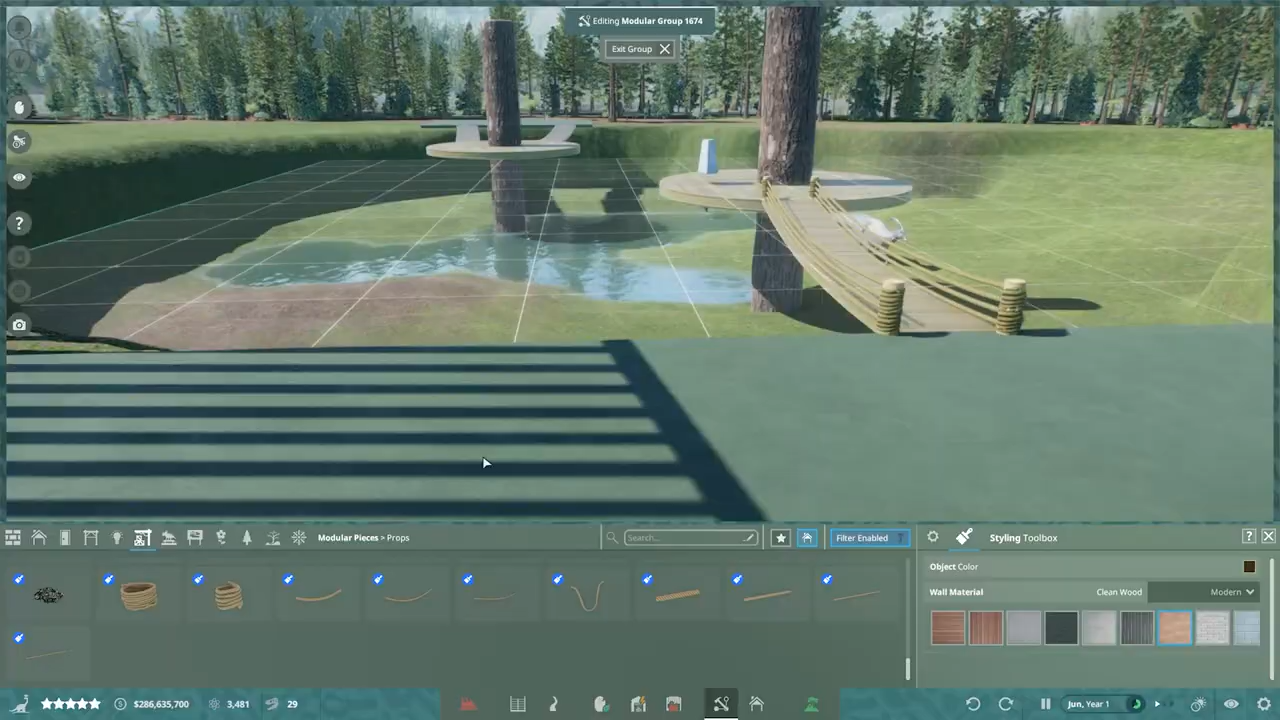 Editing Modular Group 1674
Exit Group
?
Modular Pieces > Props
Search...
Filter Enabled
Styling Toolbox
?
Object Color
Wall Material
Clean Wood
Modern
$286,635,700
3,481
29
Jun, Year 1